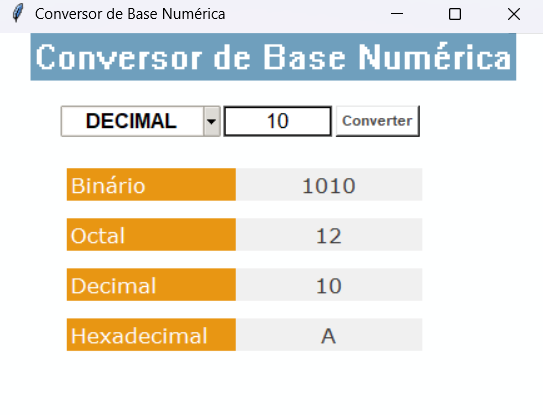 Conversor de Base Numérica
Conversor de Base Numérica
DECIMAL 10 Converter
Binário 1010
Octal 12
Decimal 10
Hexadecimal A